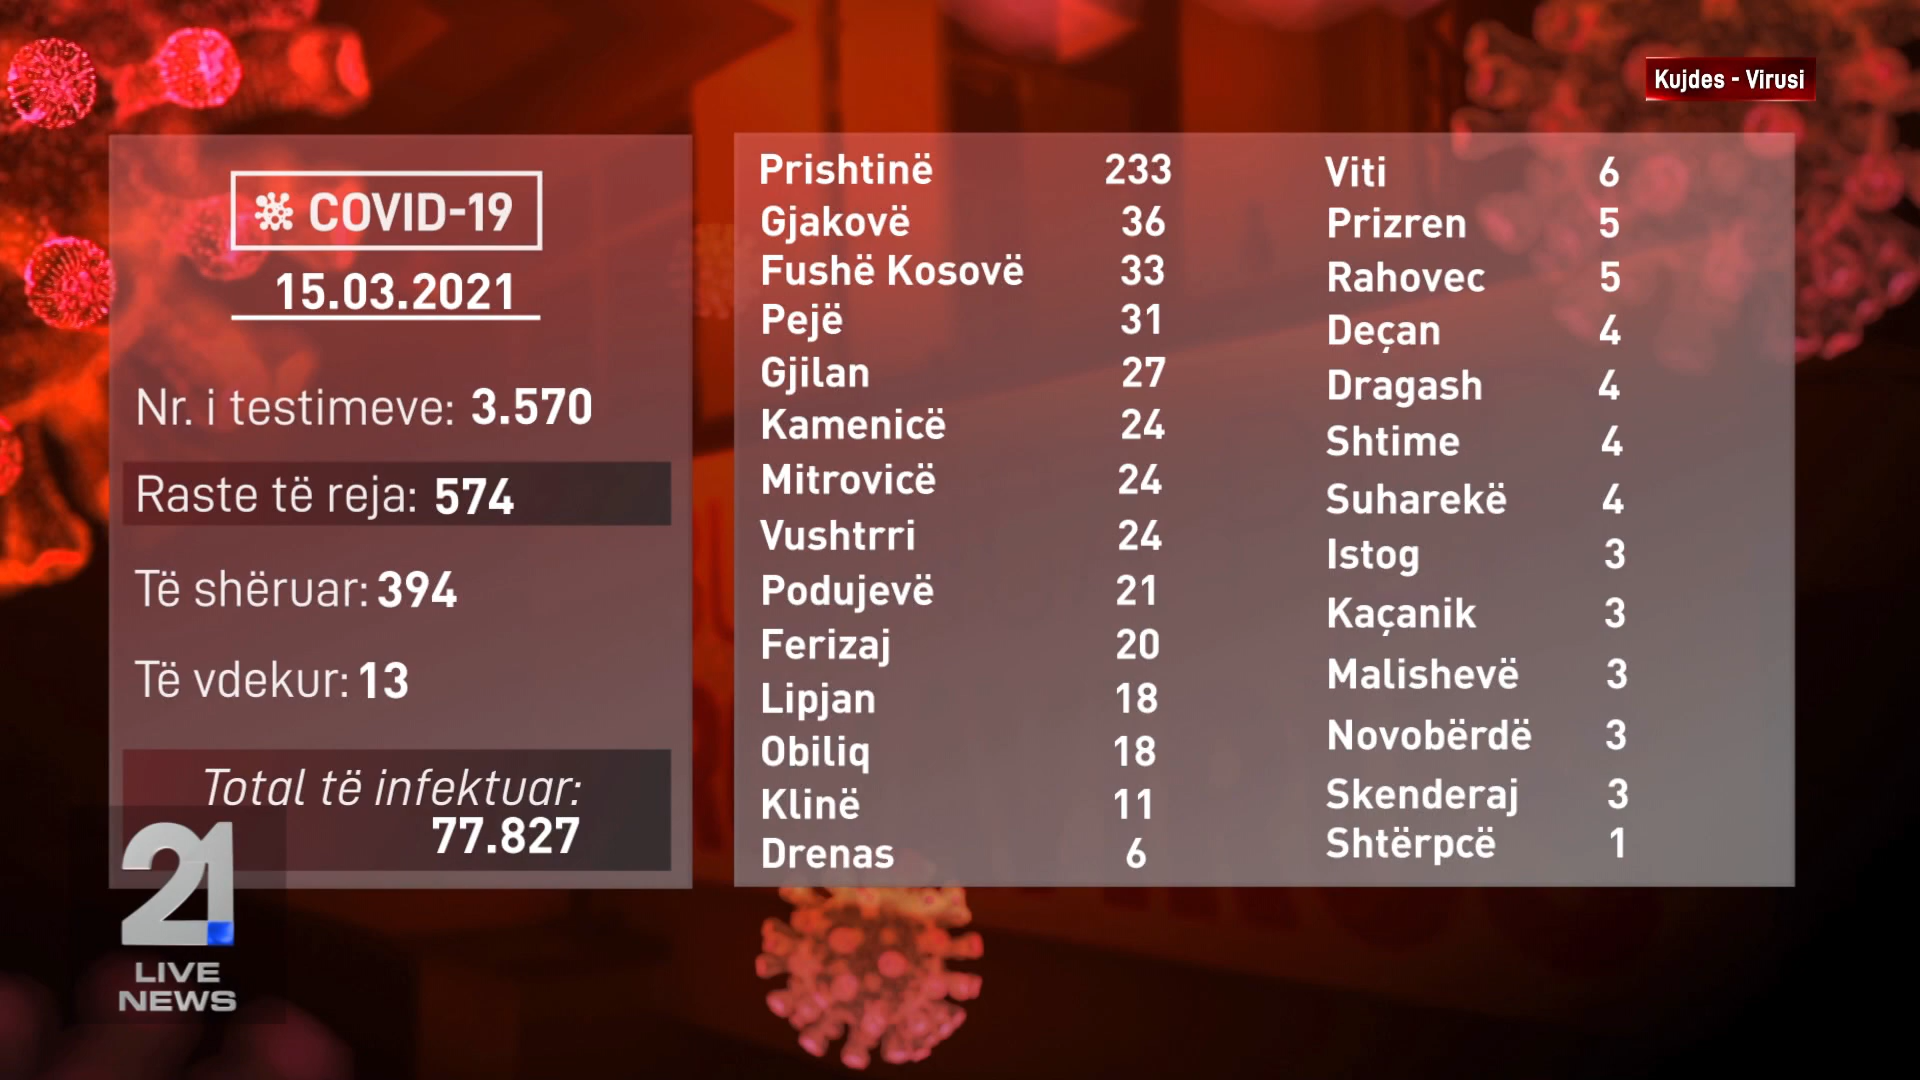 Kujdes - Virusi
COVID-19
15.03.2021
Nr. i testimeve: 3.570
Raste të reja: 574
Të shëruar: 394
Të vdekur: 13
Total të infektuar:
77.827
Prishtinë 233
Gjakovë 36
Fushë Kosovë 33
Pejë 31
Gjilan 27
Kamenicë 24
Mitrovicë 24
Vushtrri 24
Podujevë 21
Ferizaj 20
Lipjan 18
Obiliq 18
Klinë 11
Drenas 6
Viti 6
Prizren 5
Rahovec 5
Deçan 4
Dragash 4
Shtime 4
Suharekë 4
Istog 3
Kaçanik 3
Malishevë 3
Novobërdë 3
Skenderaj 3
Shtërpcë 1
21
LIVE
NEWS